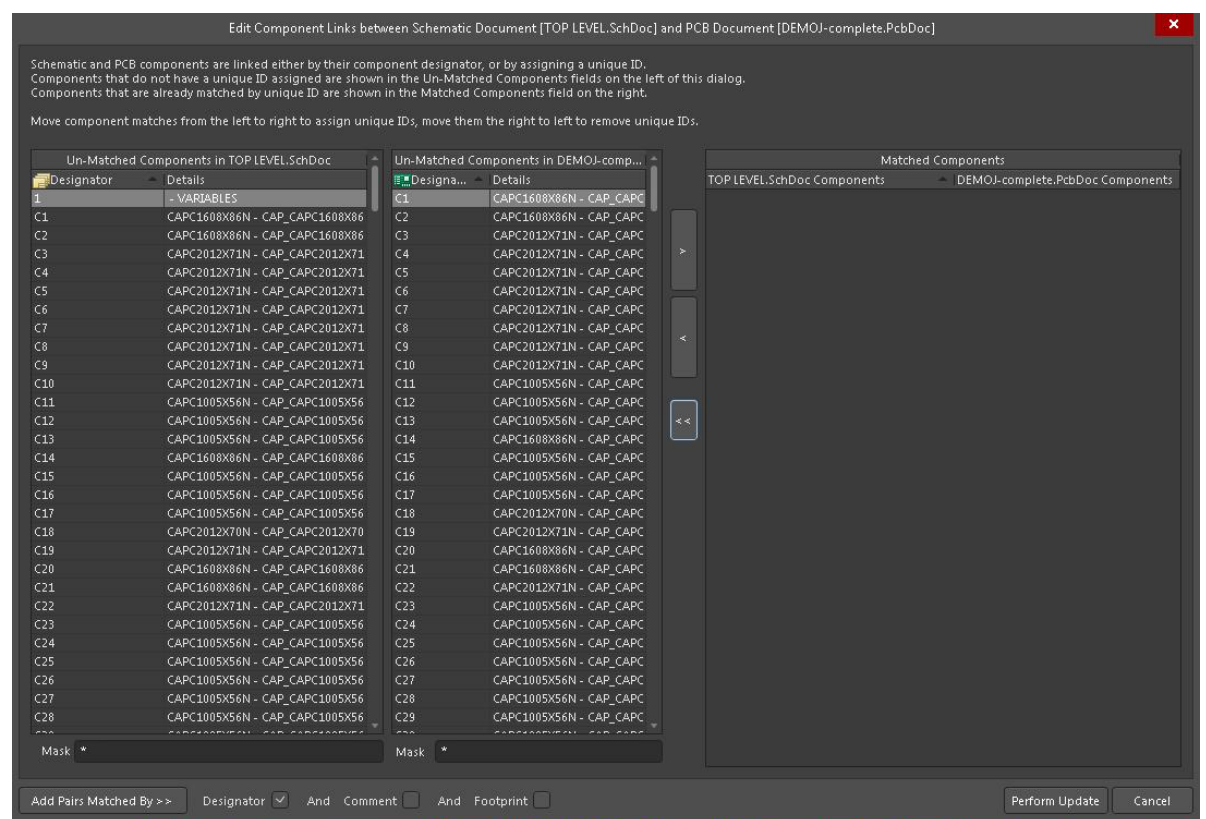 Edit Component Links between Schematic Document [TOP LEVEL.SchDoc] and PCB Document [DEMOJ-complete.PcbDoc]
Schematic and PCB components are linked either by their component designator, or by assigning a unique ID.
Components that do not have a unique ID assigned are shown in the Un-Matched Components fields on the left of this dialog.
Components that are already matched by unique ID are shown in the Matched Components field on the right.
Move component matches from the left to right to assign unique IDs, move them the right to left to remove unique IDs.
Un-Matched Components in TOP LEVEL.SchDoc Un-Matched Components in DEMOJ-comp... Matched Components
Designator Details Designa... Details TOP LEVEL.SchDoc Components DEMOJ-complete.PcbDoc Components
1 - VARIABLES C1 CAPC1608X86N - CAP_CAPC
C1 CAPC1608X86N - CAP_CAPC1608X86 C2 CAPC1608X86N - CAP_CAPC
C2 CAPC1608X86N - CAP_CAPC1608X86 C3 CAPC2012X71N - CAP_CAPC
C3 CAPC2012X71N - CAP_CAPC2012X71 C4 CAPC2012X71N - CAP_CAPC >
C4 CAPC2012X71N - CAP_CAPC2012X71 C5 CAPC2012X71N - CAP_CAPC
C5 CAPC2012X71N - CAP_CAPC2012X71 C6 CAPC2012X71N - CAP_CAPC
C6 CAPC2012X71N - CAP_CAPC2012X71 C7 CAPC2012X71N - CAP_CAPC
C7 CAPC2012X71N - CAP_CAPC2012X71 C8 CAPC2012X71N - CAP_CAPC
C8 CAPC2012X71N - CAP_CAPC2012X71 C9 CAPC2012X71N - CAP_CAPC <
C9 CAPC2012X71N - CAP_CAPC2012X71 C10 CAPC2012X71N - CAP_CAPC
C10 CAPC2012X71N - CAP_CAPC2012X71 C11 CAPC1005X56N - CAP_CAPC
C11 CAPC1005X56N - CAP_CAPC1005X56 C12 CAPC1005X56N - CAP_CAPC
C12 CAPC1005X56N - CAP_CAPC1005X56 C13 CAPC1005X56N - CAP_CAPC <<
C13 CAPC1005X56N - CAP_CAPC1005X56 C14 CAPC1608X86N - CAP_CAPC
C14 CAPC1608X86N - CAP_CAPC1608X86 C15 CAPC1005X56N - CAP_CAPC
C15 CAPC1005X56N - CAP_CAPC1005X56 C16 CAPC1005X56N - CAP_CAPC
C16 CAPC1005X56N - CAP_CAPC1005X56 C17 CAPC1005X56N - CAP_CAPC
C17 CAPC1005X56N - CAP_CAPC1005X56 C18 CAPC2012X70N - CAP_CAPC
C18 CAPC2012X70N - CAP_CAPC2012X70 C19 CAPC2012X71N - CAP_CAPC
C19 CAPC2012X71N - CAP_CAPC2012X71 C20 CAPC1608X86N - CAP_CAPC
C20 CAPC1608X86N - CAP_CAPC1608X86 C21 CAPC1608X86N - CAP_CAPC
C21 CAPC1608X86N - CAP_CAPC1608X86 C22 CAPC2012X71N - CAP_CAPC
C22 CAPC2012X71N - CAP_CAPC2012X71 C23 CAPC1005X56N - CAP_CAPC
C23 CAPC1005X56N - CAP_CAPC1005X56 C24 CAPC1005X56N - CAP_CAPC
C24 CAPC1005X56N - CAP_CAPC1005X56 C25 CAPC1005X56N - CAP_CAPC
C25 CAPC1005X56N - CAP_CAPC1005X56 C26 CAPC1005X56N - CAP_CAPC
C26 CAPC1005X56N - CAP_CAPC1005X56 C27 CAPC1005X56N - CAP_CAPC
C27 CAPC1005X56N - CAP_CAPC1005X56 C28 CAPC1005X56N - CAP_CAPC
C28 CAPC1005X56N - CAP_CAPC1005X56 C29 CAPC1005X56N - CAP_CAPC
Mask * Mask *
Add Pairs Matched By >> Designator And Comment And Footprint Perform Update Cancel